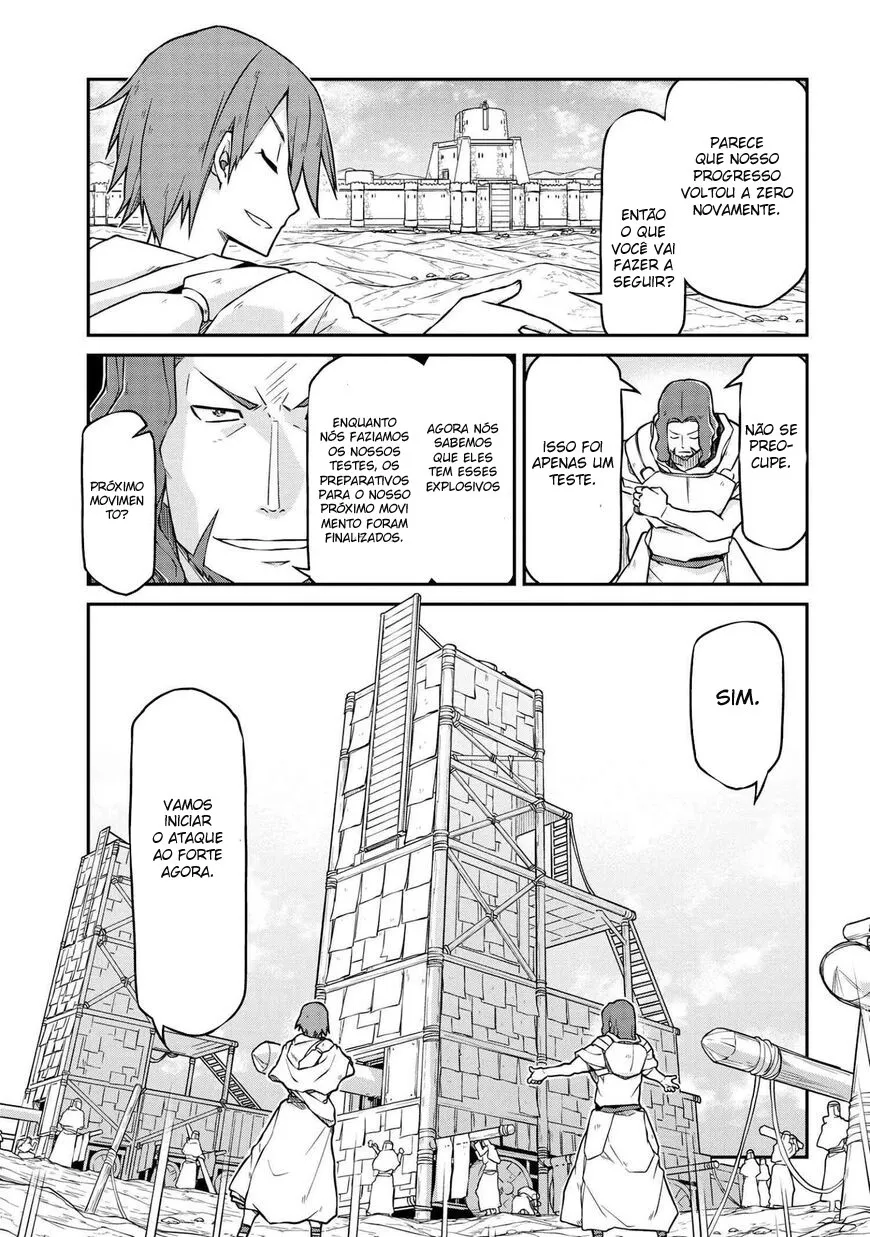 PARECE
QUE NOSSO
PROGRESSO
VOLTOU A ZERO
NOVAMENTE.
ENTÃO
O QUE
VOCÊ VAI
FAZER A
SEGUIR?
NÃO SE
PREO-
CUPE.
ISSO FOI
APENAS UM
TESTE.
AGORA NÓS
SABEMOS
QUE ELES
TEM ESSES
EXPLOSIVOS
ENQUANTO
NÓS FAZIAMOS
OS NOSSOS
TESTES, OS
PREPARATIVOS
PARA O NOSSO
PRÓXIMO MOVI
MENTO FORAM
FINALIZADOS.
PRÓXIMO
MOVIMEN
TO?
SIM.
VAMOS
INICIAR
O ATAQUE
AO FORTE
AGORA.